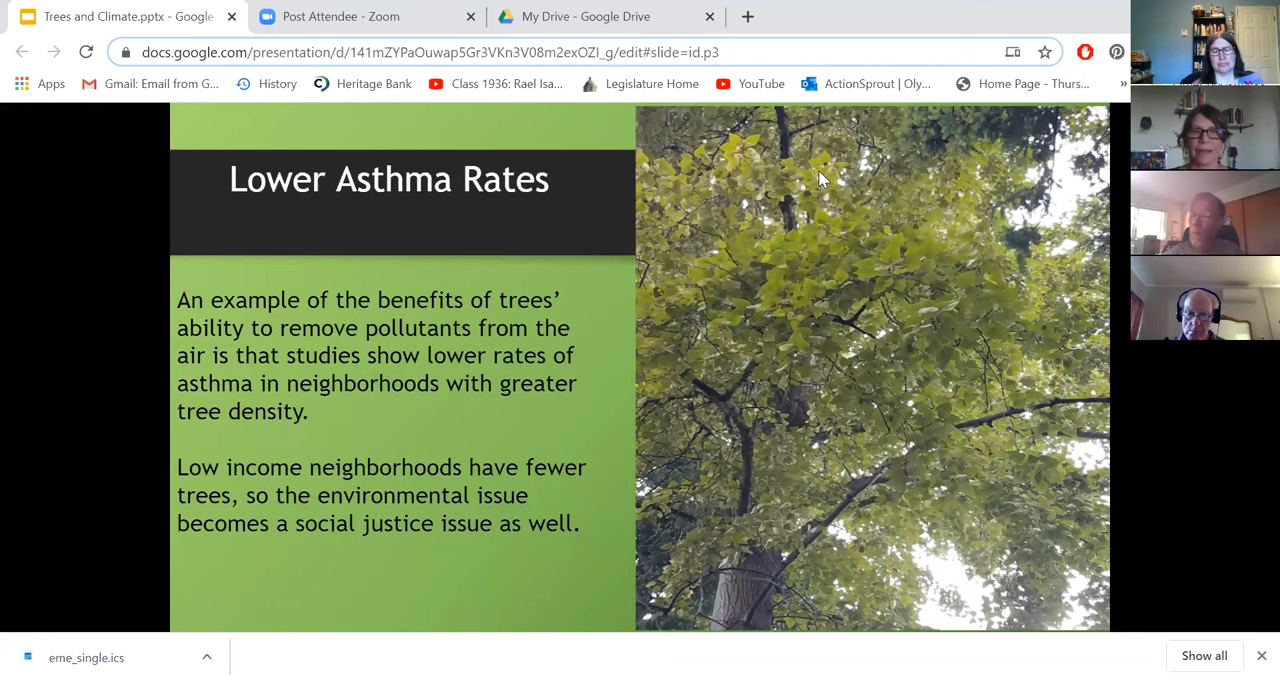 Trees and Climate.pptx - Google
Post Attendee - Zoom
My Drive - Google Drive
docs.google.com/presentation/d/141mZYPaOuwap5Gr3VKn3V08m2exOZI_g/edit#slide=id.p3
Apps
Gmail: Email from G...
History
Heritage Bank
Class 1936: Rael Isa...
Legislature Home
YouTube
ActionSprout | Oly...
Home Page - Thurs...
»
Lower Asthma Rates
An example of the benefits of trees’
ability to remove pollutants from the
air is that studies show lower rates of
asthma in neighborhoods with greater
tree density.
Low income neighborhoods have fewer
trees, so the environmental issue
becomes a social justice issue as well.
eme_single.ics
Show all